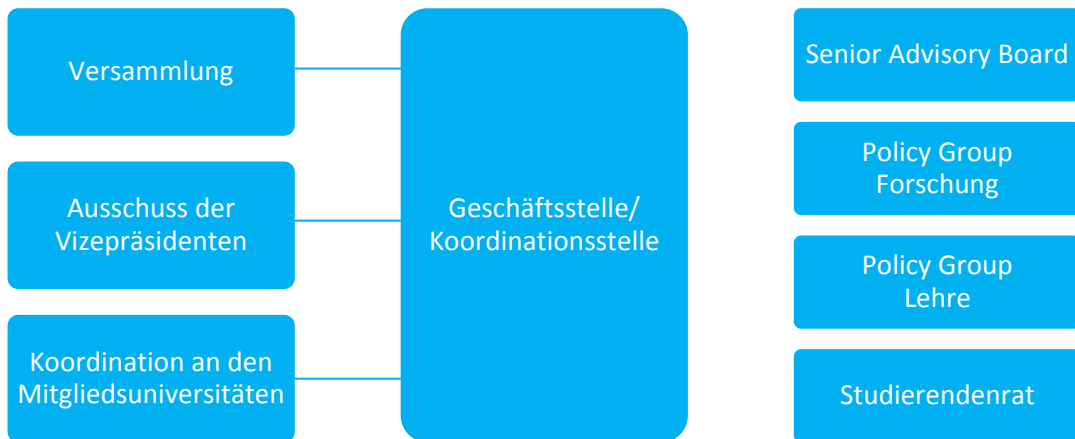 Versammlung
Ausschuss der
Vizepräsidenten
Koordination an den
Mitgliedsuniversitäten
Geschäftsstelle/
Koordinationsstelle
Senior Advisory Board
Policy Group
Forschung
Policy Group
Lehre
Studierendenrat